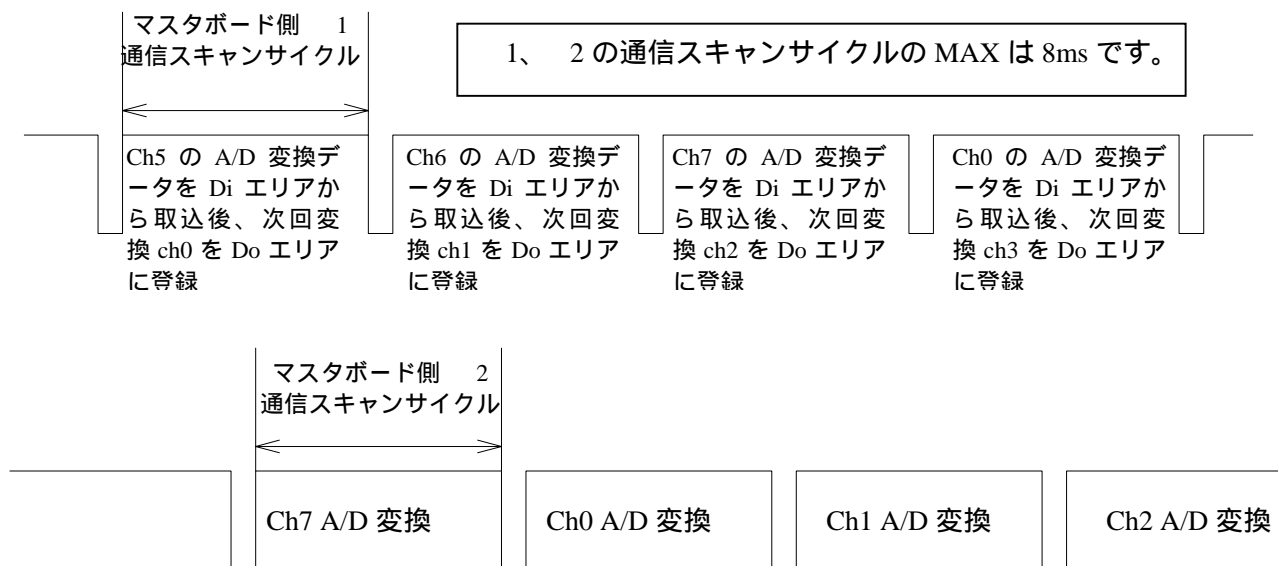 マスタボード側 1
通信スキャンサイクル
1、 2 の通信スキャンサイクルの MAX は 8ms です。
Ch5 の A/D 変換デ
ータを Di エリアか
ら取込後、次回変
換 ch0 を Do エリア
に登録
Ch6 の A/D 変換デ
ータを Di エリアか
ら取込後、次回変
換 ch1 を Do エリア
に登録
Ch7 の A/D 変換デ
ータを Di エリアか
ら取込後、次回変
換 ch2 を Do エリア
に登録
Ch0 の A/D 変換デ
ータを Di エリアか
ら取込後、次回変
換 ch3 を Do エリア
に登録
マスタボード側 2
通信スキャンサイクル
Ch7 A/D 変換
Ch0 A/D 変換
Ch1 A/D 変換
Ch2 A/D 変換